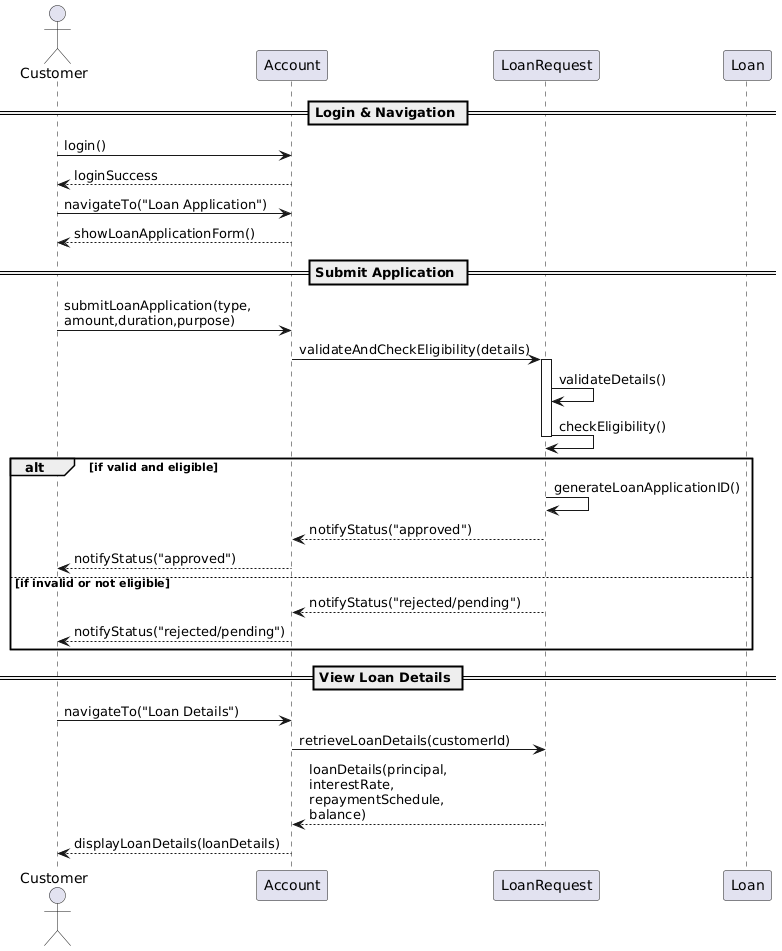 Customer
Account
LoanRequest
Loan
Login & Navigation
login()
loginSuccess
navigateTo("Loan Application")
showLoanApplicationForm()
Submit Application
submitLoanApplication(type,
amount,duration,purpose)
validateAndCheckEligibility(details)
validateDetails()
checkEligibility()
alt
[if valid and eligible]
generateLoanApplicationID()
notifyStatus("approved")
notifyStatus("approved")
[if invalid or not eligible]
notifyStatus("rejected/pending")
notifyStatus("rejected/pending")
View Loan Details
navigateTo("Loan Details")
retrieveLoanDetails(customerId)
loanDetails(principal,
interestRate,
repaymentSchedule,
balance)
displayLoanDetails(loanDetails)
Customer
Account
LoanRequest
Loan